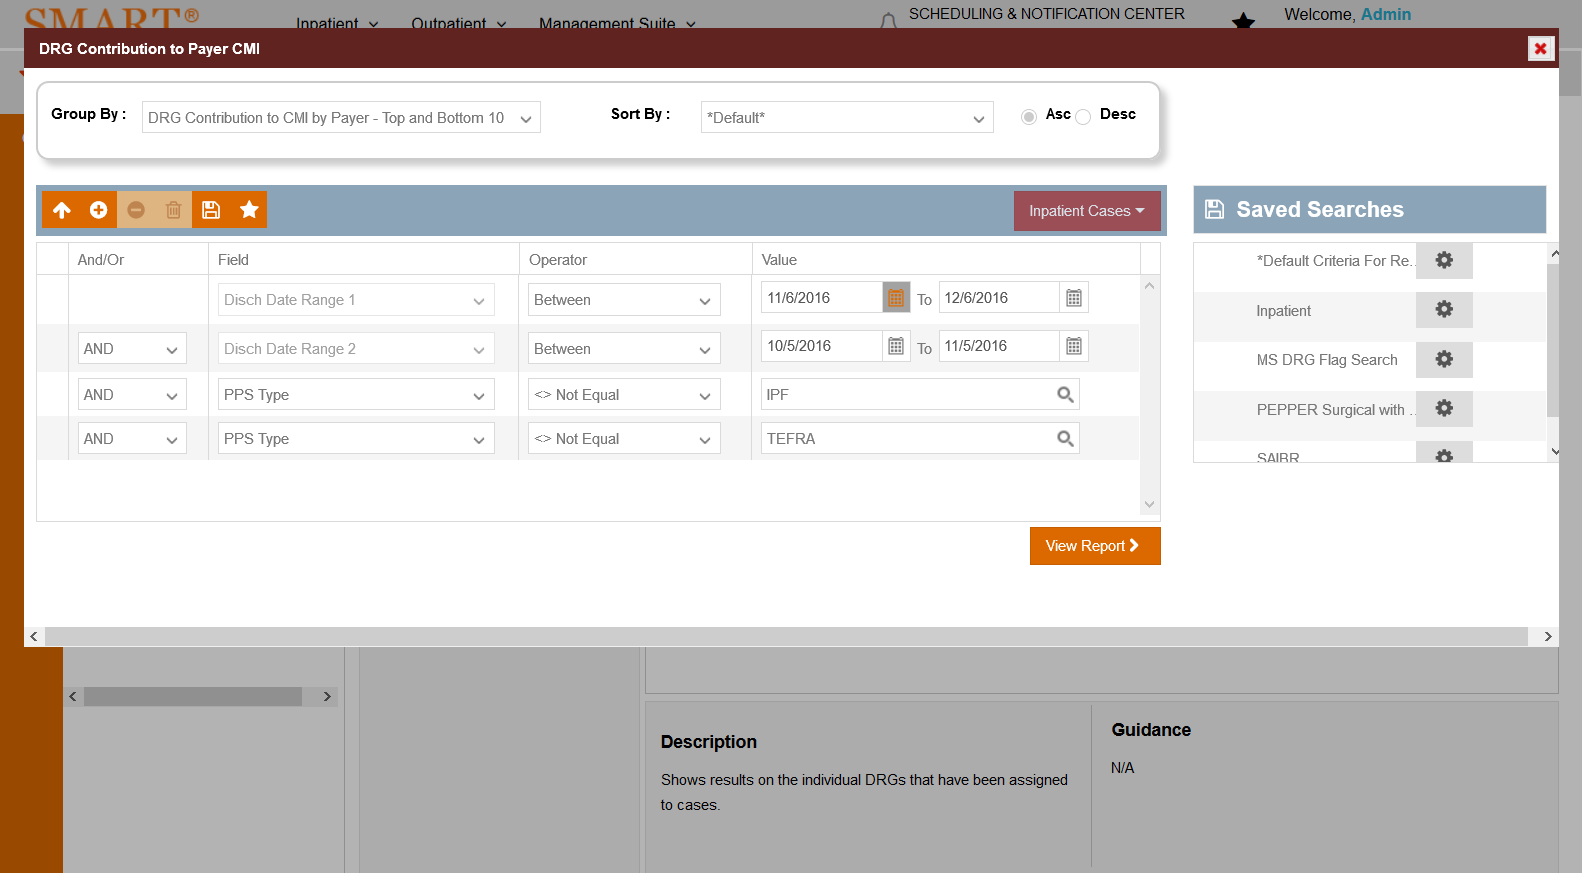 SMART®
Inpatient
Outpatient
Management Suite
SCHEDULING & NOTIFICATION CENTER
Welcome, Admin
DRG Contribution to Payer CMI
Group By :
DRG Contribution to CMI by Payer - Top and Bottom 10
Sort By :
*Default*
Asc
Desc
Inpatient Cases
Saved Searches
And/Or
Field
Operator
Value
Disch Date Range 1
Between
11/6/2016
To
12/6/2016
AND
Disch Date Range 2
Between
10/5/2016
To
11/5/2016
AND
PPS Type
<> Not Equal
IPF
AND
PPS Type
<> Not Equal
TEFRA
*Default Criteria For Re..
Inpatient
MS DRG Flag Search
PEPPER Surgical with ..
SAIBR
View Report
Description
Shows results on the individual DRGs that have been assigned
to cases.
Guidance
N/A